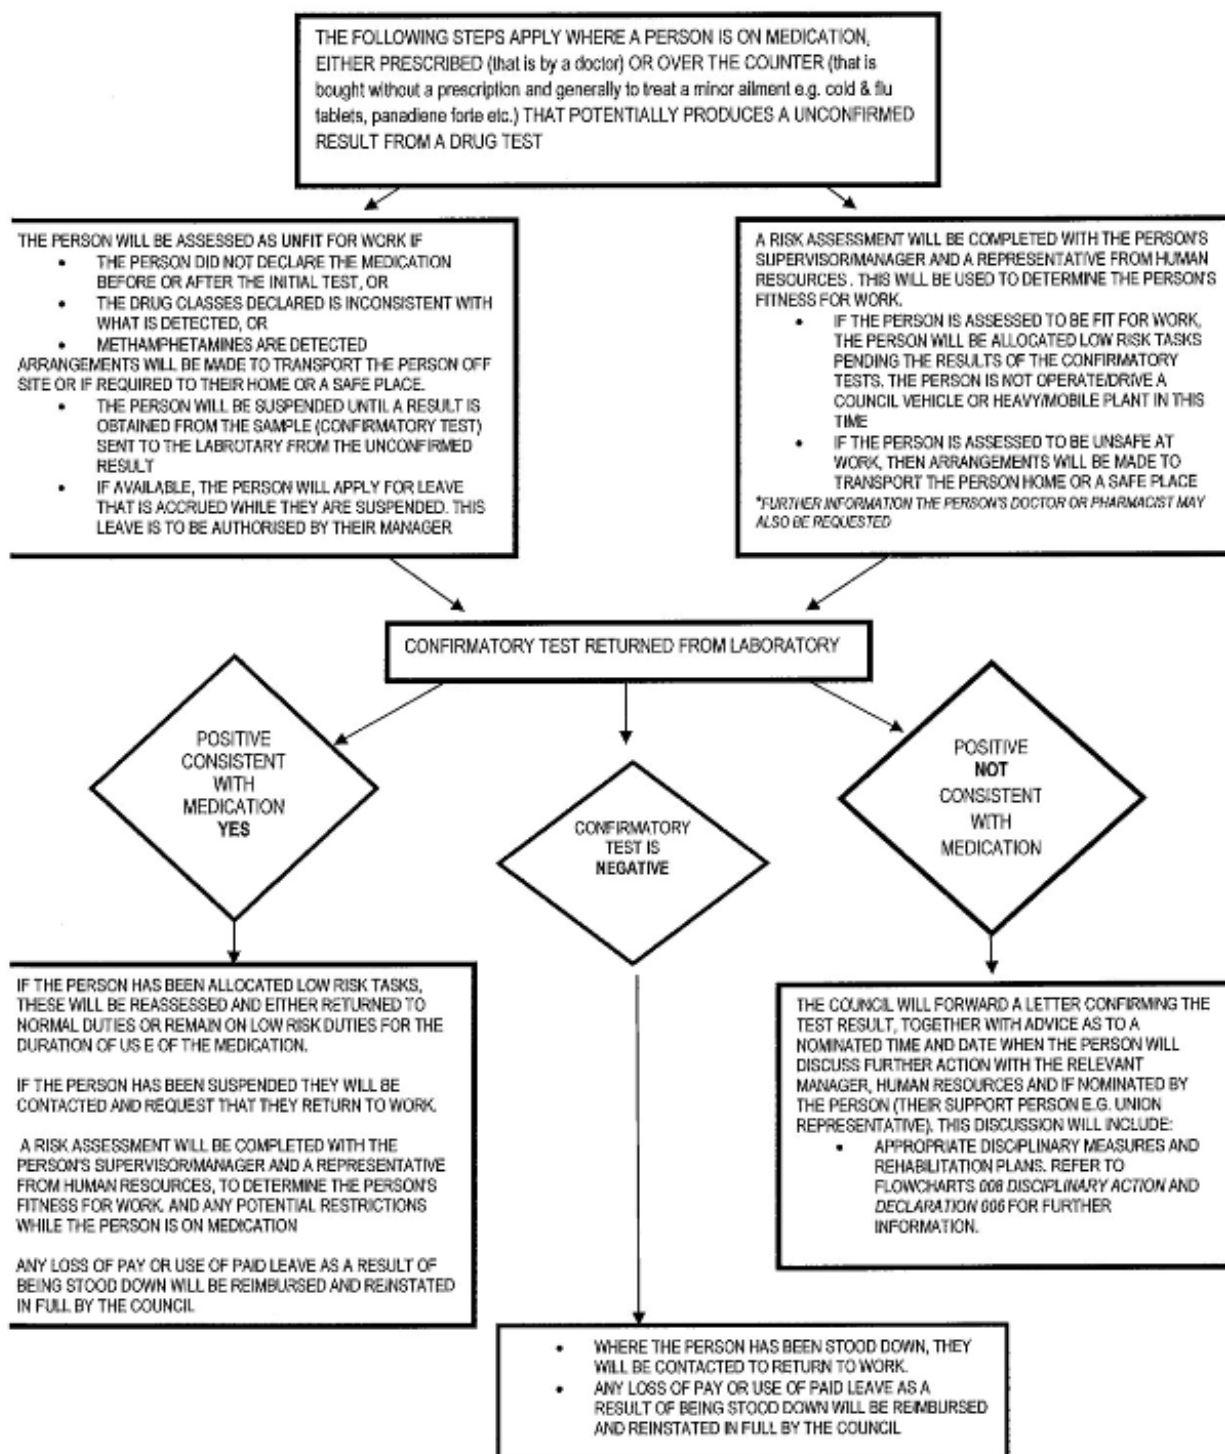 THE FOLLOWING STEPS APPLY WHERE A PERSON IS ON MEDICATION,
EITHER PRESCRIBED (that is by a doctor) OR OVER THE COUNTER (that is
bought without a prescription and generally to treat a minor ailment e.g. cold & flu
tablets, panadiene forte etc.) THAT POTENTIALLY PRODUCES A UNCONFIRMED
RESULT FROM A DRUG TEST
THE PERSON WILL BE ASSESSED AS UNFIT FOR WORK IF
• THE PERSON DID NOT DECLARE THE MEDICATION
BEFORE OR AFTER THE INITIAL TEST, OR
• THE DRUG CLASSES DECLARED IS INCONSISTENT WITH
WHAT IS DETECTED, OR
• METHAMPHETAMINES ARE DETECTED
ARRANGEMENTS WILL BE MADE TO TRANSPORT THE PERSON OFF
SITE OR IF REQUIRED TO THEIR HOME OR A SAFE PLACE.
• THE PERSON WILL BE SUSPENDED UNTIL A RESULT IS
OBTAINED FROM THE SAMPLE (CONFIRMATORY TEST)
SENT TO THE LABROTARY FROM THE UNCONFIRMED
RESULT
• IF AVAILABLE, THE PERSON WILL APPLY FOR LEAVE
THAT IS ACCRUED WHILE THEY ARE SUSPENDED. THIS
LEAVE IS TO BE AUTHORISED BY THEIR MANAGER
A RISK ASSESSMENT WILL BE COMPLETED WITH THE PERSON'S
SUPERVISOR/MANAGER AND A REPRESENTATIVE FROM HUMAN
RESOURCES . THIS WILL BE USED TO DETERMINE THE PERSON'S
FITNESS FOR WORK.
• IF THE PERSON IS ASSESSED TO BE FIT FOR WORK,
THE PERSON WILL BE ALLOCATED LOW RISK TASKS
PENDING THE RESULTS OF THE CONFIRMATORY
TESTS. THE PERSON IS NOT OPERATE/DRIVE A
COUNCIL VEHICLE OR HEAVY/MOBILE PLANT IN THIS
TIME
• IF THE PERSON IS ASSESSED TO BE UNSAFE AT
WORK, THEN ARRANGEMENTS WILL BE MADE TO
TRANSPORT THE PERSON HOME OR A SAFE PLACE
*FURTHER INFORMATION THE PERSON'S DOCTOR OR PHARMACIST MAY
ALSO BE REQUESTED
CONFIRMATORY TEST RETURNED FROM LABORATORY
POSITIVE
CONSISTENT
WITH
MEDICATION
YES
CONFIRMATORY
TEST IS
NEGATIVE
POSITIVE
NOT
CONSISTENT
WITH
MEDICATION
IF THE PERSON HAS BEEN ALLOCATED LOW RISK TASKS,
THESE WILL BE REASSESSED AND EITHER RETURNED TO
NORMAL DUTIES OR REMAIN ON LOW RISK DUTIES FOR THE
DURATION OF US E OF THE MEDICATION.
IF THE PERSON HAS BEEN SUSPENDED THEY WILL BE
CONTACTED AND REQUEST THAT THEY RETURN TO WORK.
A RISK ASSESSMENT WILL BE COMPLETED WITH THE
PERSON'S SUPERVISOR/MANAGER AND A REPRESENTATIVE
FROM HUMAN RESOURCES, TO DETERMINE THE PERSON'S
FITNESS FOR WORK. AND ANY POTENTIAL RESTRICTIONS
WHILE THE PERSON IS ON MEDICATION
ANY LOSS OF PAY OR USE OF PAID LEAVE AS A RESULT OF
BEING STOOD DOWN WILL BE REIMBURSED AND REINSTATED
IN FULL BY THE COUNCIL
THE COUNCIL WILL FORWARD A LETTER CONFIRMING THE
TEST RESULT, TOGETHER WITH ADVICE AS TO A
NOMINATED TIME AND DATE WHEN THE PERSON WILL
DISCUSS FURTHER ACTION WITH THE RELEVANT
MANAGER, HUMAN RESOURCES AND IF NOMINATED BY
THE PERSON (THEIR SUPPORT PERSON E.G. UNION
REPRESENTATIVE). THIS DISCUSSION WILL INCLUDE:
• APPROPRIATE DISCIPLINARY MEASURES AND
REHABILITATION PLANS. REFER TO
FLOWCHARTS 008 DISCIPLINARY ACTION AND
DECLARATION 006 FOR FURTHER
INFORMATION.
• WHERE THE PERSON HAS BEEN STOOD DOWN, THEY
WILL BE CONTACTED TO RETURN TO WORK.
• ANY LOSS OF PAY OR USE OF PAID LEAVE AS A
RESULT OF BEING STOOD DOWN WILL BE REIMBURSED
AND REINSTATED IN FULL BY THE COUNCIL